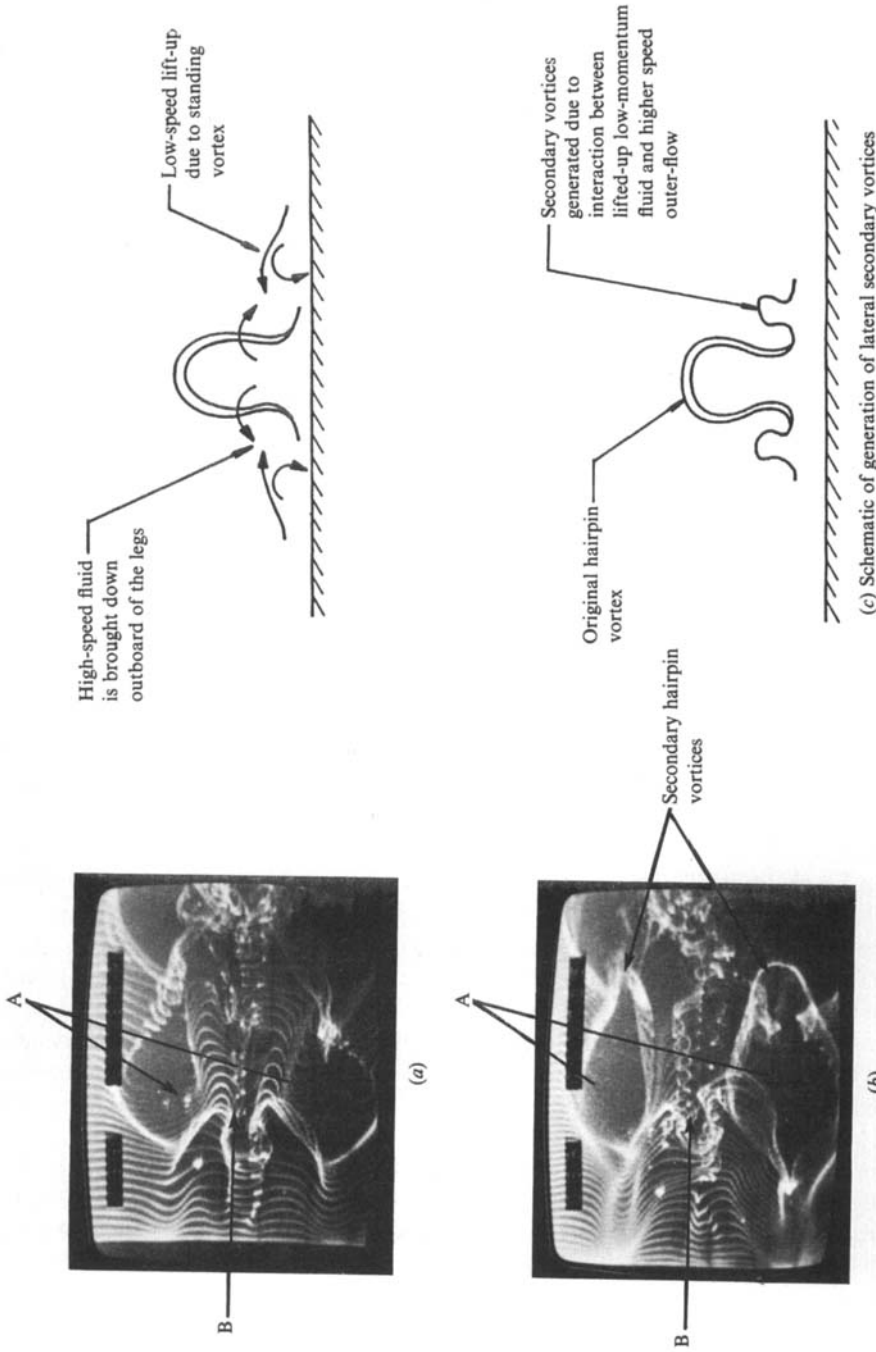 A
B
(a)
A
B
Secondary hairpin
vortices
(b)
High-speed fluid
is brought down
outboard of the legs
Low-speed lift-up
due to standing
vortex
Original hairpin
vortex
Secondary vortices
generated due to
interaction between
lifted-up low-momentum
fluid and higher speed
outer-flow
(c) Schematic of generation of lateral secondary vortices